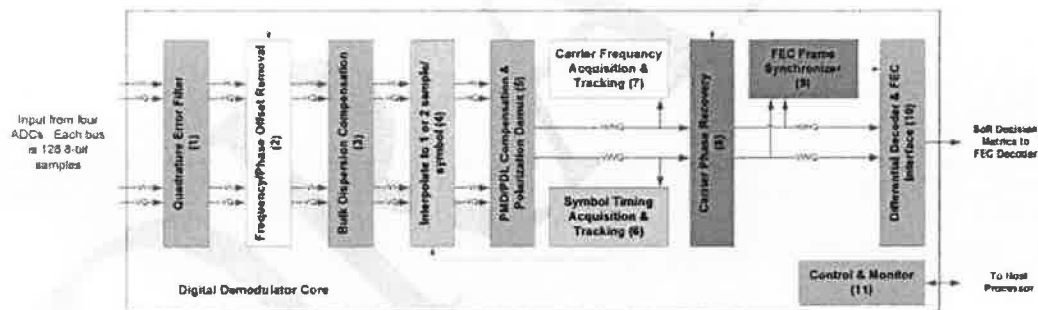 Input from four
ADCs. Each bus
is 128 8-bit
samples
Quadrature Error Filter
(1)
Frequency/Phase Offset Removal
(2)
Bulk Dispersion Compensation
(3)
Interpolate to 1 or 2 sample/
symbol (4)
PMD/PDL Compensation &
Polarization Demux (5)
Carrier Frequency
Acquisition &
Tracking (7)
Symbol Timing
Acquisition &
Tracking (6)
Carrier Phase Recovery
(8)
FEC Frame
Synchronizer
(9)
Differential Decoder & FEC
Interface (10)
Soft Decision
Metrics to
FEC Decoder
Control & Monitor
(11)
To Host
Processor
Digital Demodulator Core